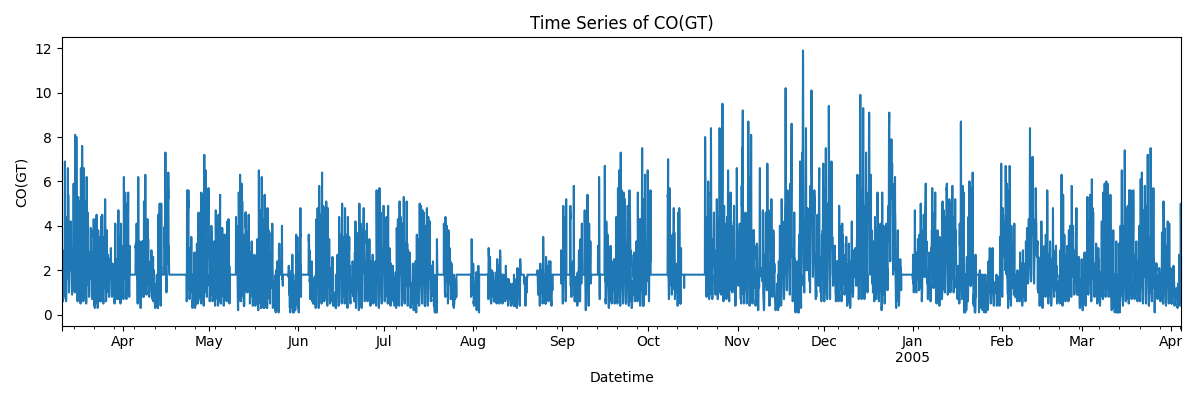 Time Series of CO(GT)
12
10
8
6
4
2
0
CO(GT)
Apr May Jun Jul Aug Sep Oct Nov Dec Jan Feb Mar Apr
2005
Datetime